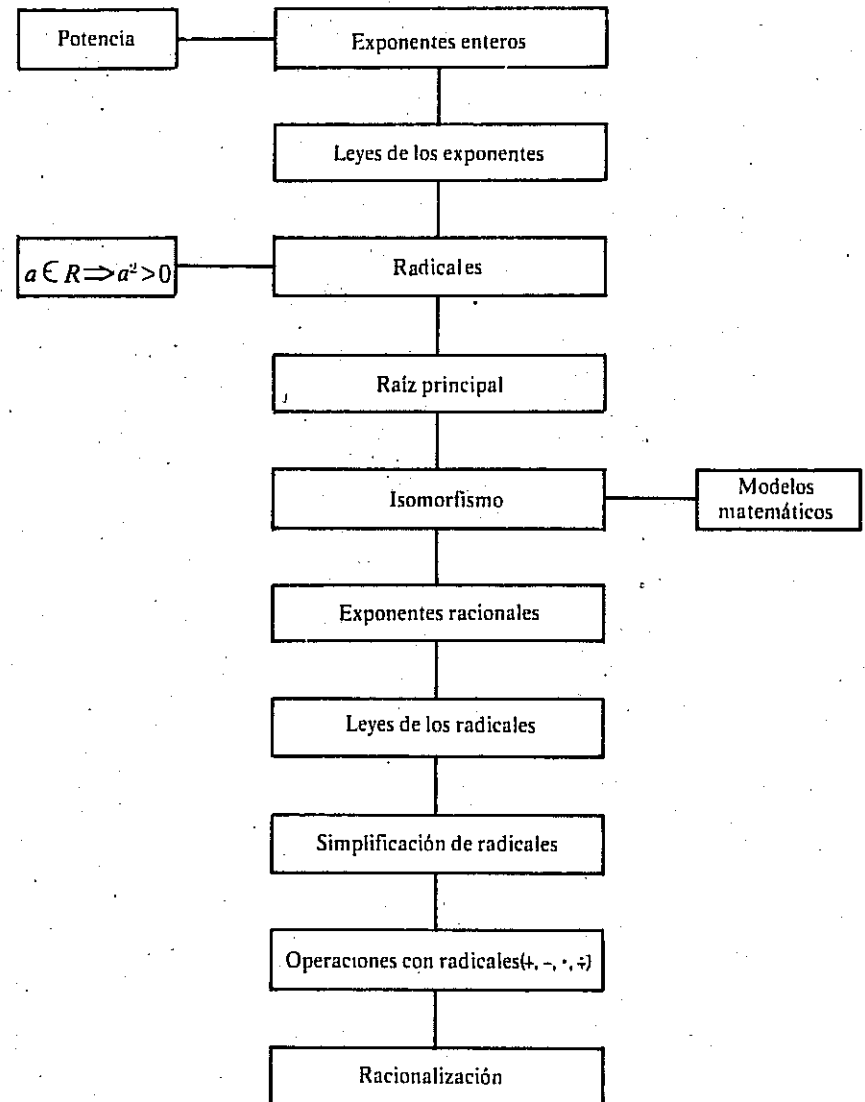 Potencia
Exponentes enteros
Leyes de los exponentes
a ∈ R ⟹ a² > 0
Radicales
Raíz principal
Isomorfismo
Modelos
matemáticos
Exponentes racionales
Leyes de los radicales
Simplificación de radicales
Operaciones con radicales(+, -, ·, ÷)
Racionalización